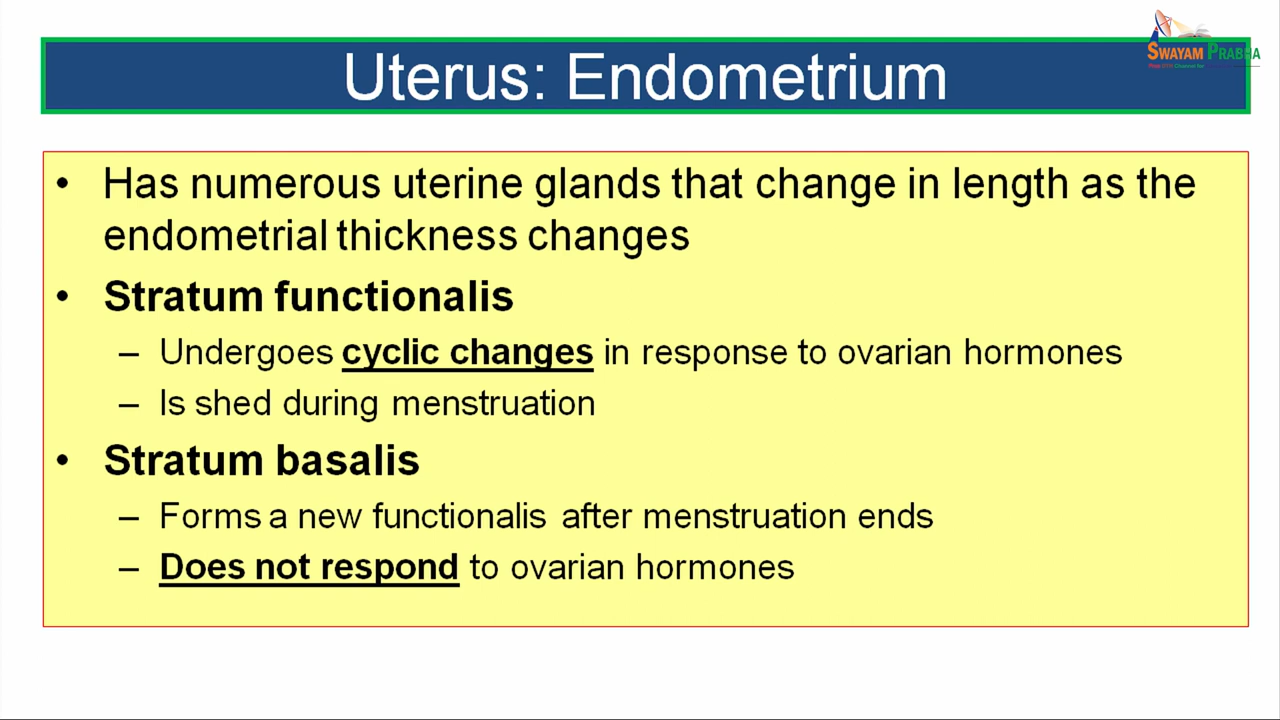 SWAYAM PRABHA
Uterus: Endometrium
• Has numerous uterine glands that change in length as the
endometrial thickness changes
• Stratum functionalis
– Undergoes cyclic changes in response to ovarian hormones
– Is shed during menstruation
• Stratum basalis
– Forms a new functionalis after menstruation ends
– Does not respond to ovarian hormones